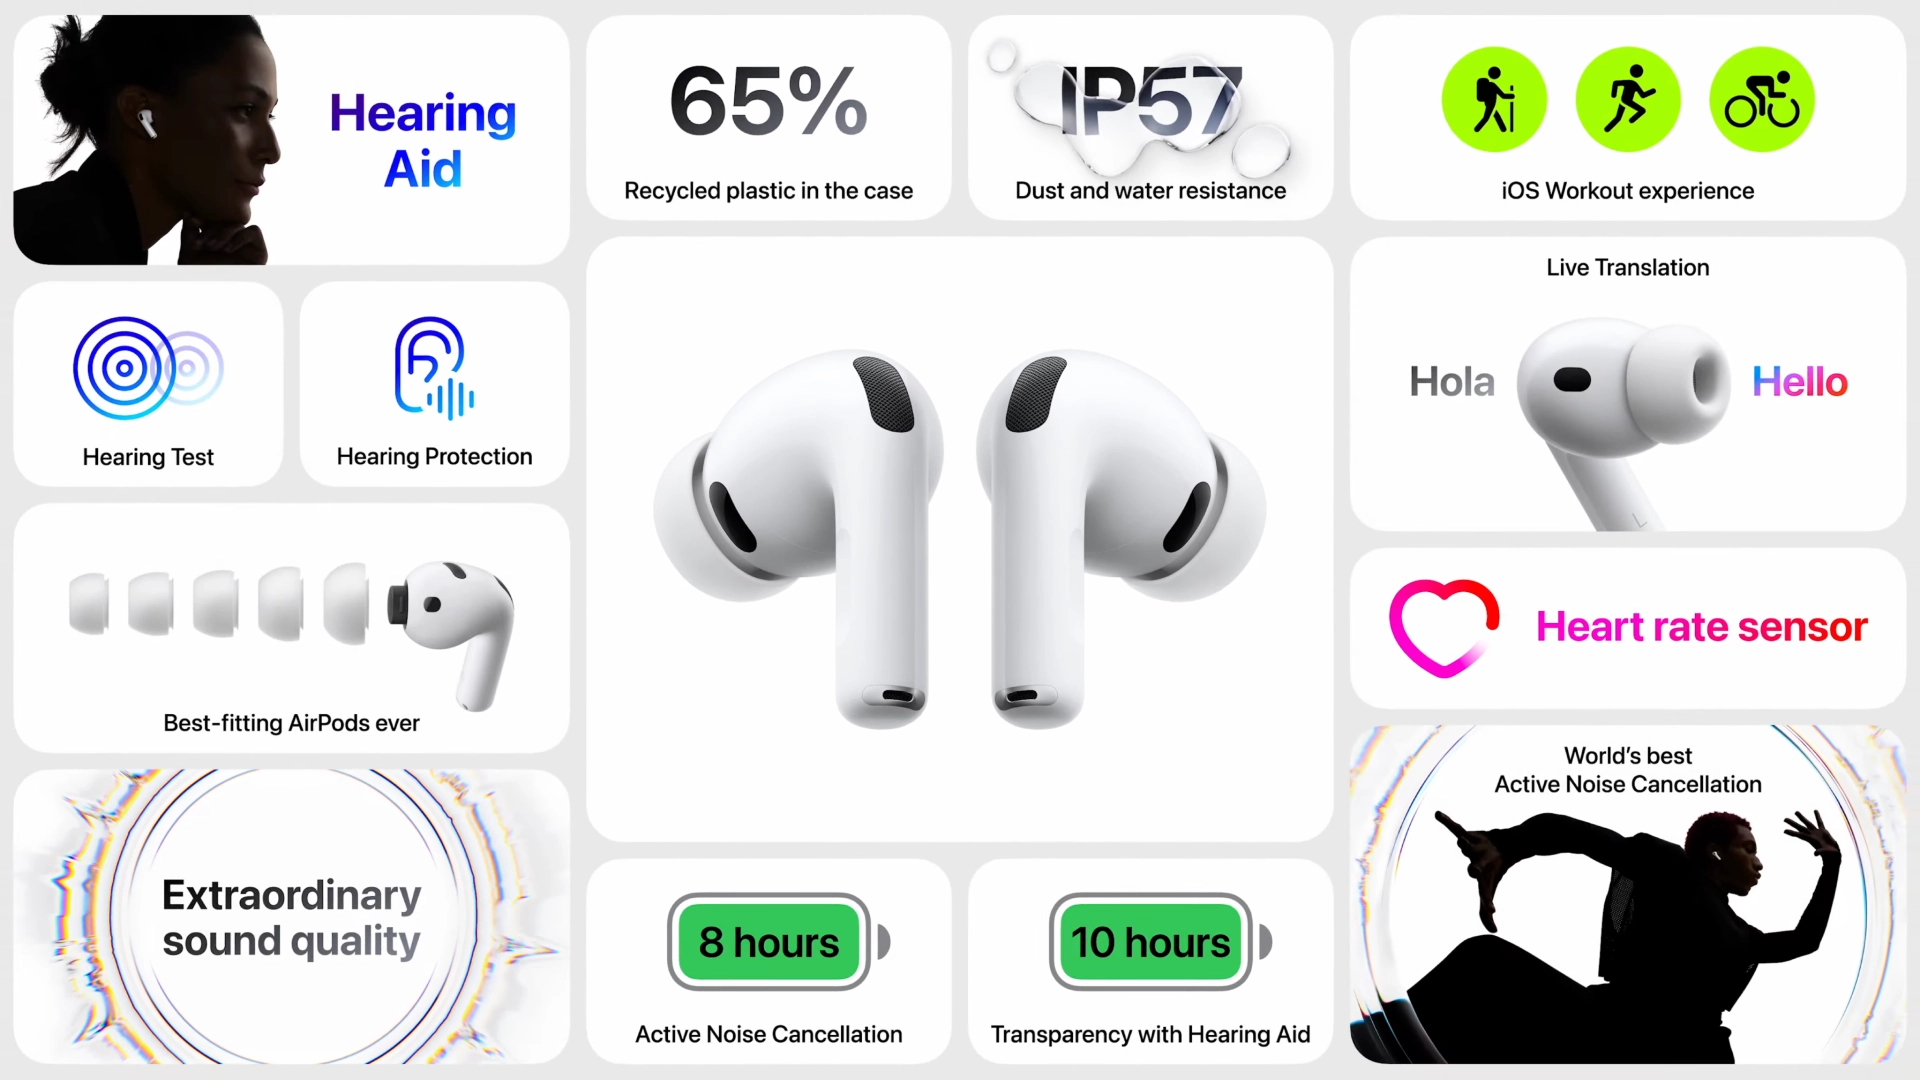 Hearing
Aid
65%
Recycled plastic in the case
IP57
Dust and water resistance
iOS Workout experience
Hearing Test
Hearing Protection
Live Translation
Hola
Hello
L
Best-fitting AirPods ever
Heart rate sensor
Extraordinary
sound quality
8 hours
Active Noise Cancellation
10 hours
Transparency with Hearing Aid
World’s best
Active Noise Cancellation